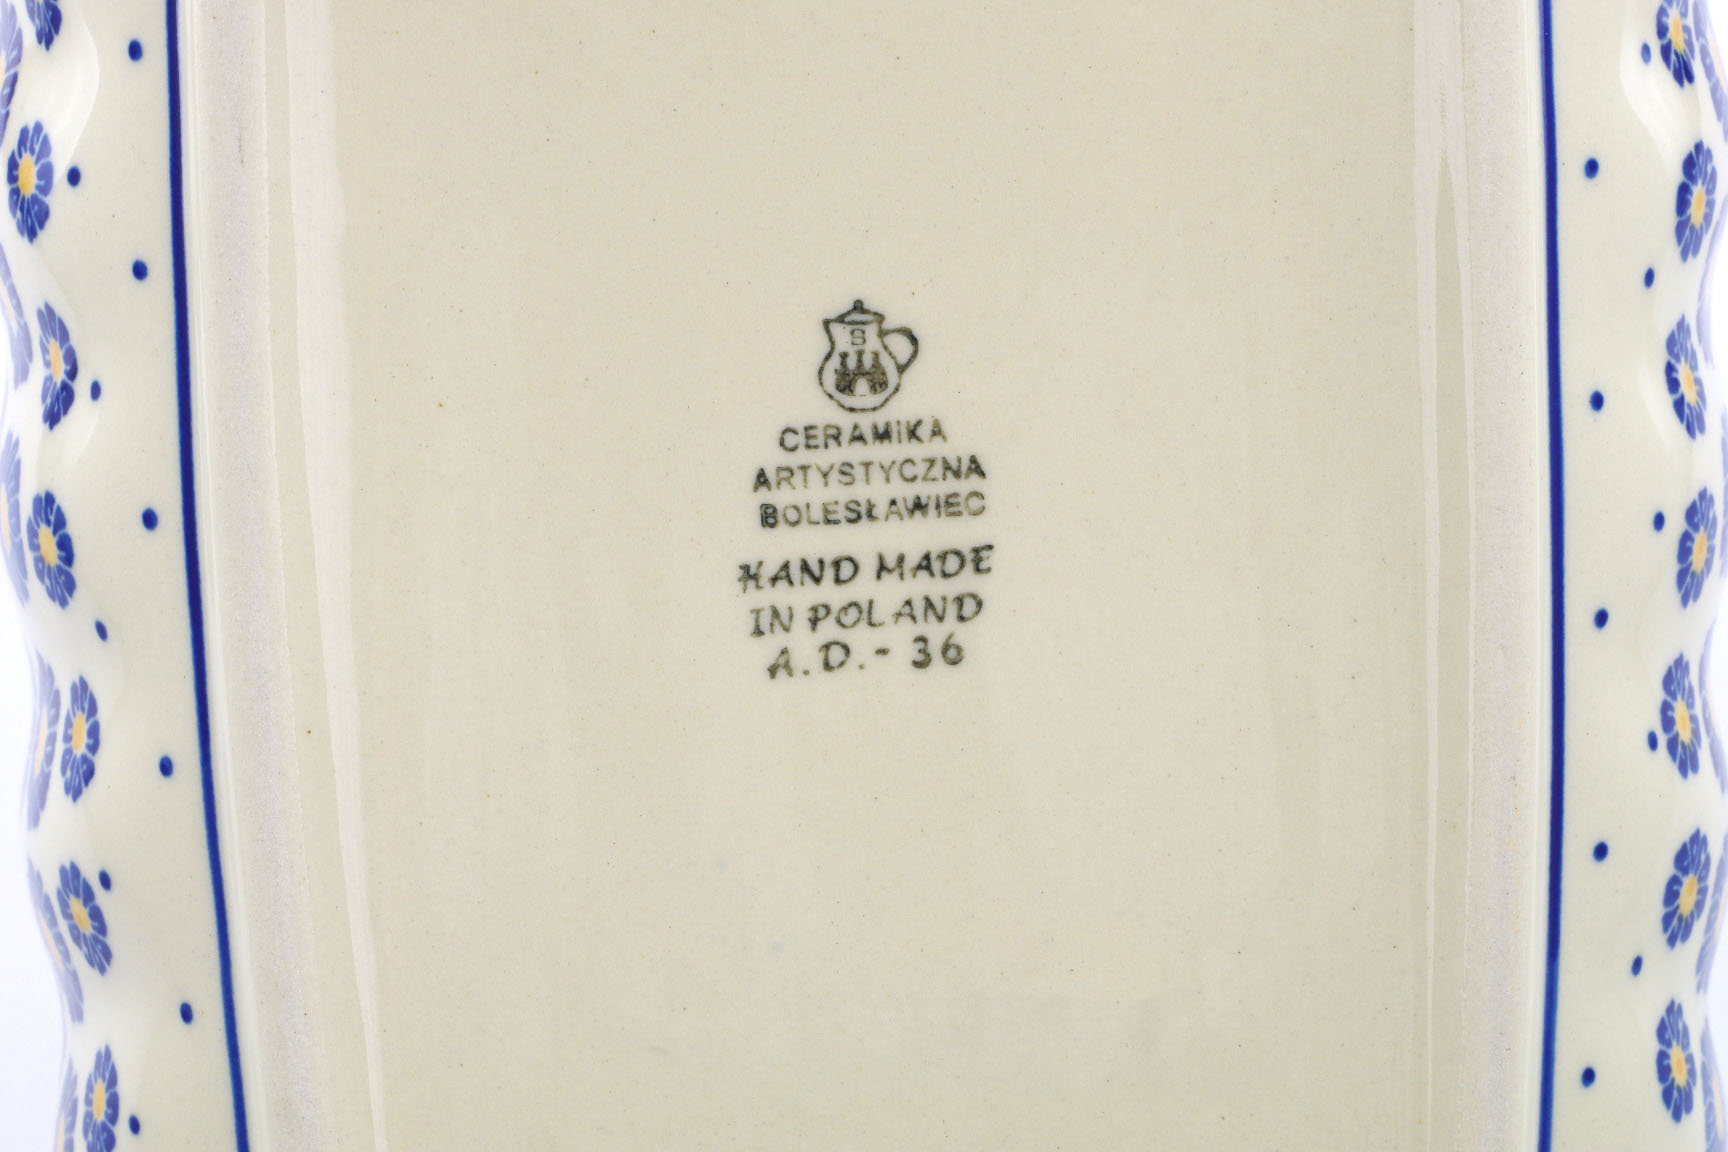 S
CERAMIKA
ARTYSTYCZNA
BOLESŁAWIEC
HAND MADE
IN POLAND
A.D.- 36